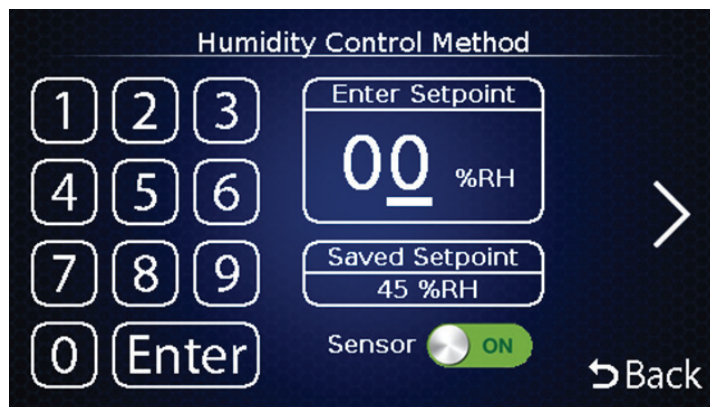 Humidity Control Method
1 2 3
4 5 6
7 8 9
0 Enter
Enter Setpoint
00 %RH
Saved Setpoint
45 %RH
Sensor ON
Back